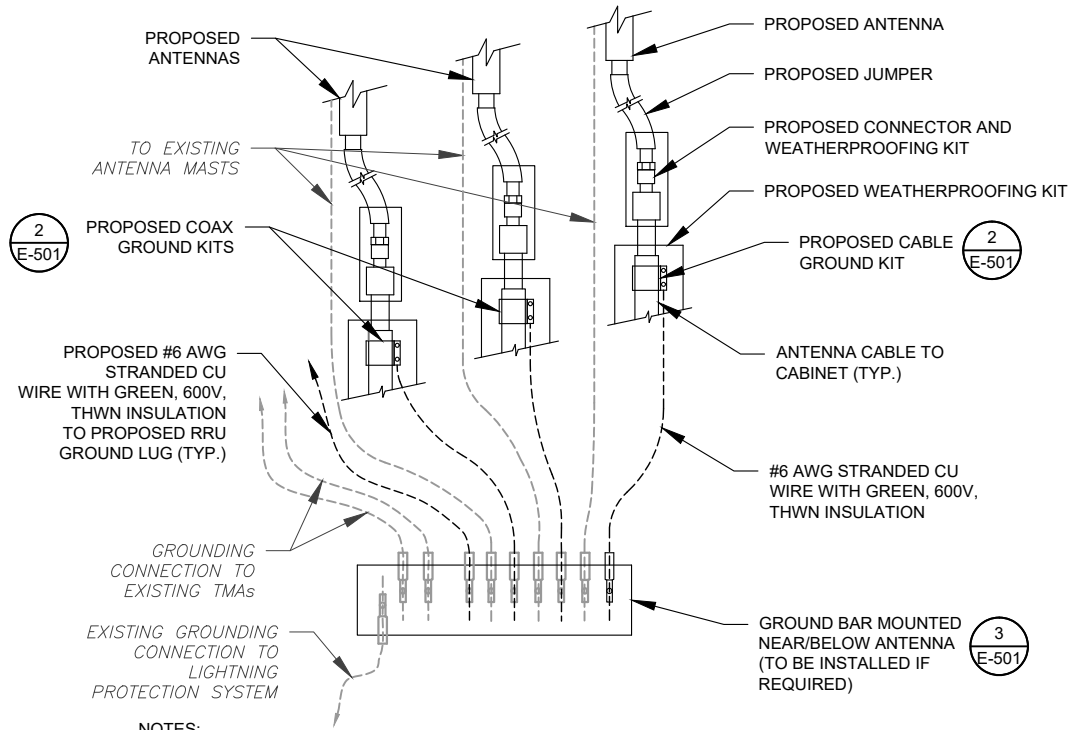 PROPOSED
ANTENNAS
TO EXISTING
ANTENNA MASTS
2
E-501
PROPOSED COAX
GROUND KITS
PROPOSED #6 AWG
STRANDED CU
WIRE WITH GREEN, 600V,
THWN INSULATION
TO PROPOSED RRU
GROUND LUG (TYP.)
GROUNDING
CONNECTION TO
EXISTING TMAs
EXISTING GROUNDING
CONNECTION TO
LIGHTNING
PROTECTION SYSTEM
NOTES:
PROPOSED ANTENNA
PROPOSED JUMPER
PROPOSED CONNECTOR AND
WEATHERPROOFING KIT
PROPOSED WEATHERPROOFING KIT
PROPOSED CABLE
GROUND KIT
2
E-501
ANTENNA CABLE TO
CABINET (TYP.)
#6 AWG STRANDED CU
WIRE WITH GREEN, 600V,
THWN INSULATION
GROUND BAR MOUNTED
NEAR/BELOW ANTENNA
(TO BE INSTALLED IF
REQUIRED)
3
E-501